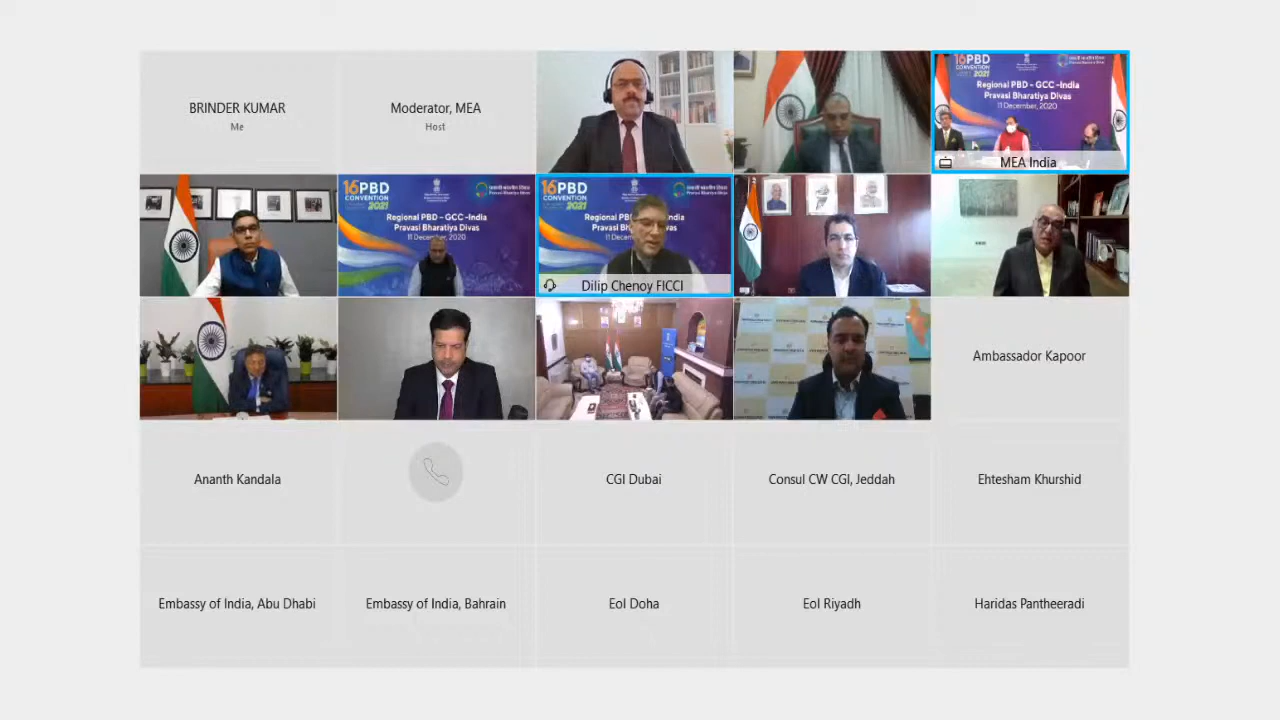 BRINDER KUMAR
Me
Moderator, MEA
Host
16PBD
CONVENTION
2021
Regional PBD - GCC -India
Pravasi Bharatiya Divas
11 December, 2020
MEA India
16PBD
CONVENTION
2021
Regional PBD - GCC-India
Pravasi Bharatiya Divas
11 December, 2020
16PBD
CONVENTION
2021
Regional PBD
India
Pravasi Bhara
Divas
11 Decem
2020
Dilip Chenoy FICCI
Ambassador Kapoor
Ananth Kandala
CGI Dubai
Consul CW CGI, Jeddah
Ehtesham Khurshid
Embassy of India, Abu Dhabi
Embassy of India, Bahrain
EoI Doha
EoI Riyadh
Haridas Pantheeradi